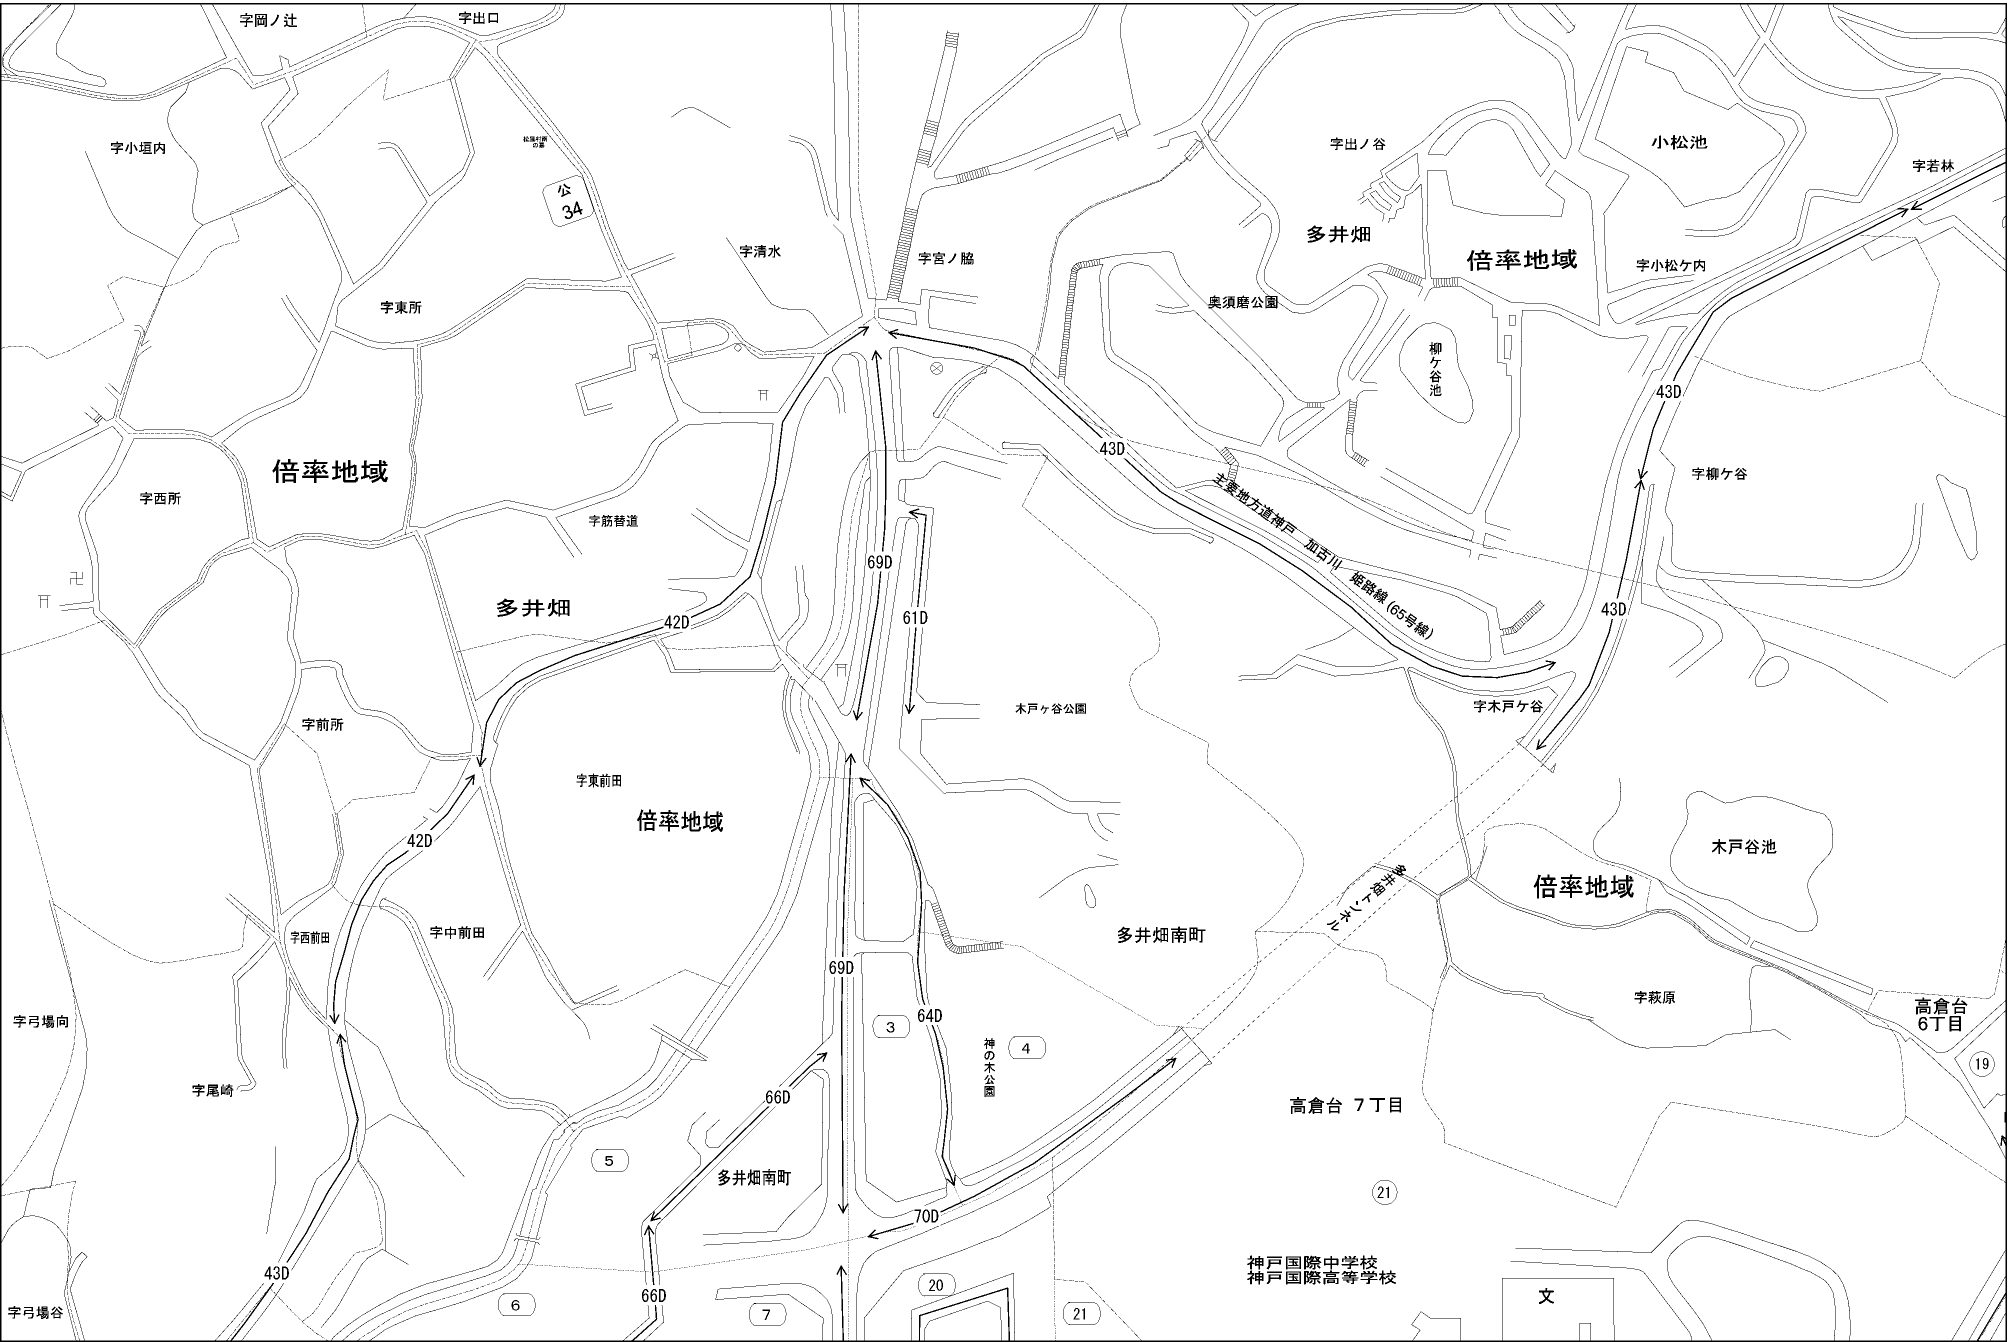 字岡ノ辻
字出口
字小垣内
松風村雨
の墓
公
34
字清水
字宮ノ脇
字東所
倍率地域
字西所
字筋替道
多井畑
42D
字出ノ谷
小松池
字若林
多井畑
倍率地域
字小松ケ内
奥須磨公園
柳ケ谷池
43D
43D
主要地方道神戸 加古川 姫路線(65号線)
字柳ケ谷
69D
61D
43D
字前所
字東前田
倍率地域
木戸ヶ谷公園
字木戸ケ谷
42D
字西前田
字中前田
多井畑南町
多井畑トンネル
倍率地域
木戸谷池
69D
64D
3
4
神の木公園
字萩原
高倉台
6丁目
19
字弓場向
字尾崎
66D
高倉台 7丁目
5
多井畑南町
70D
21
43D
66D
字弓場谷
6
7
20
21
神戸国際中学校
神戸国際高等学校
文